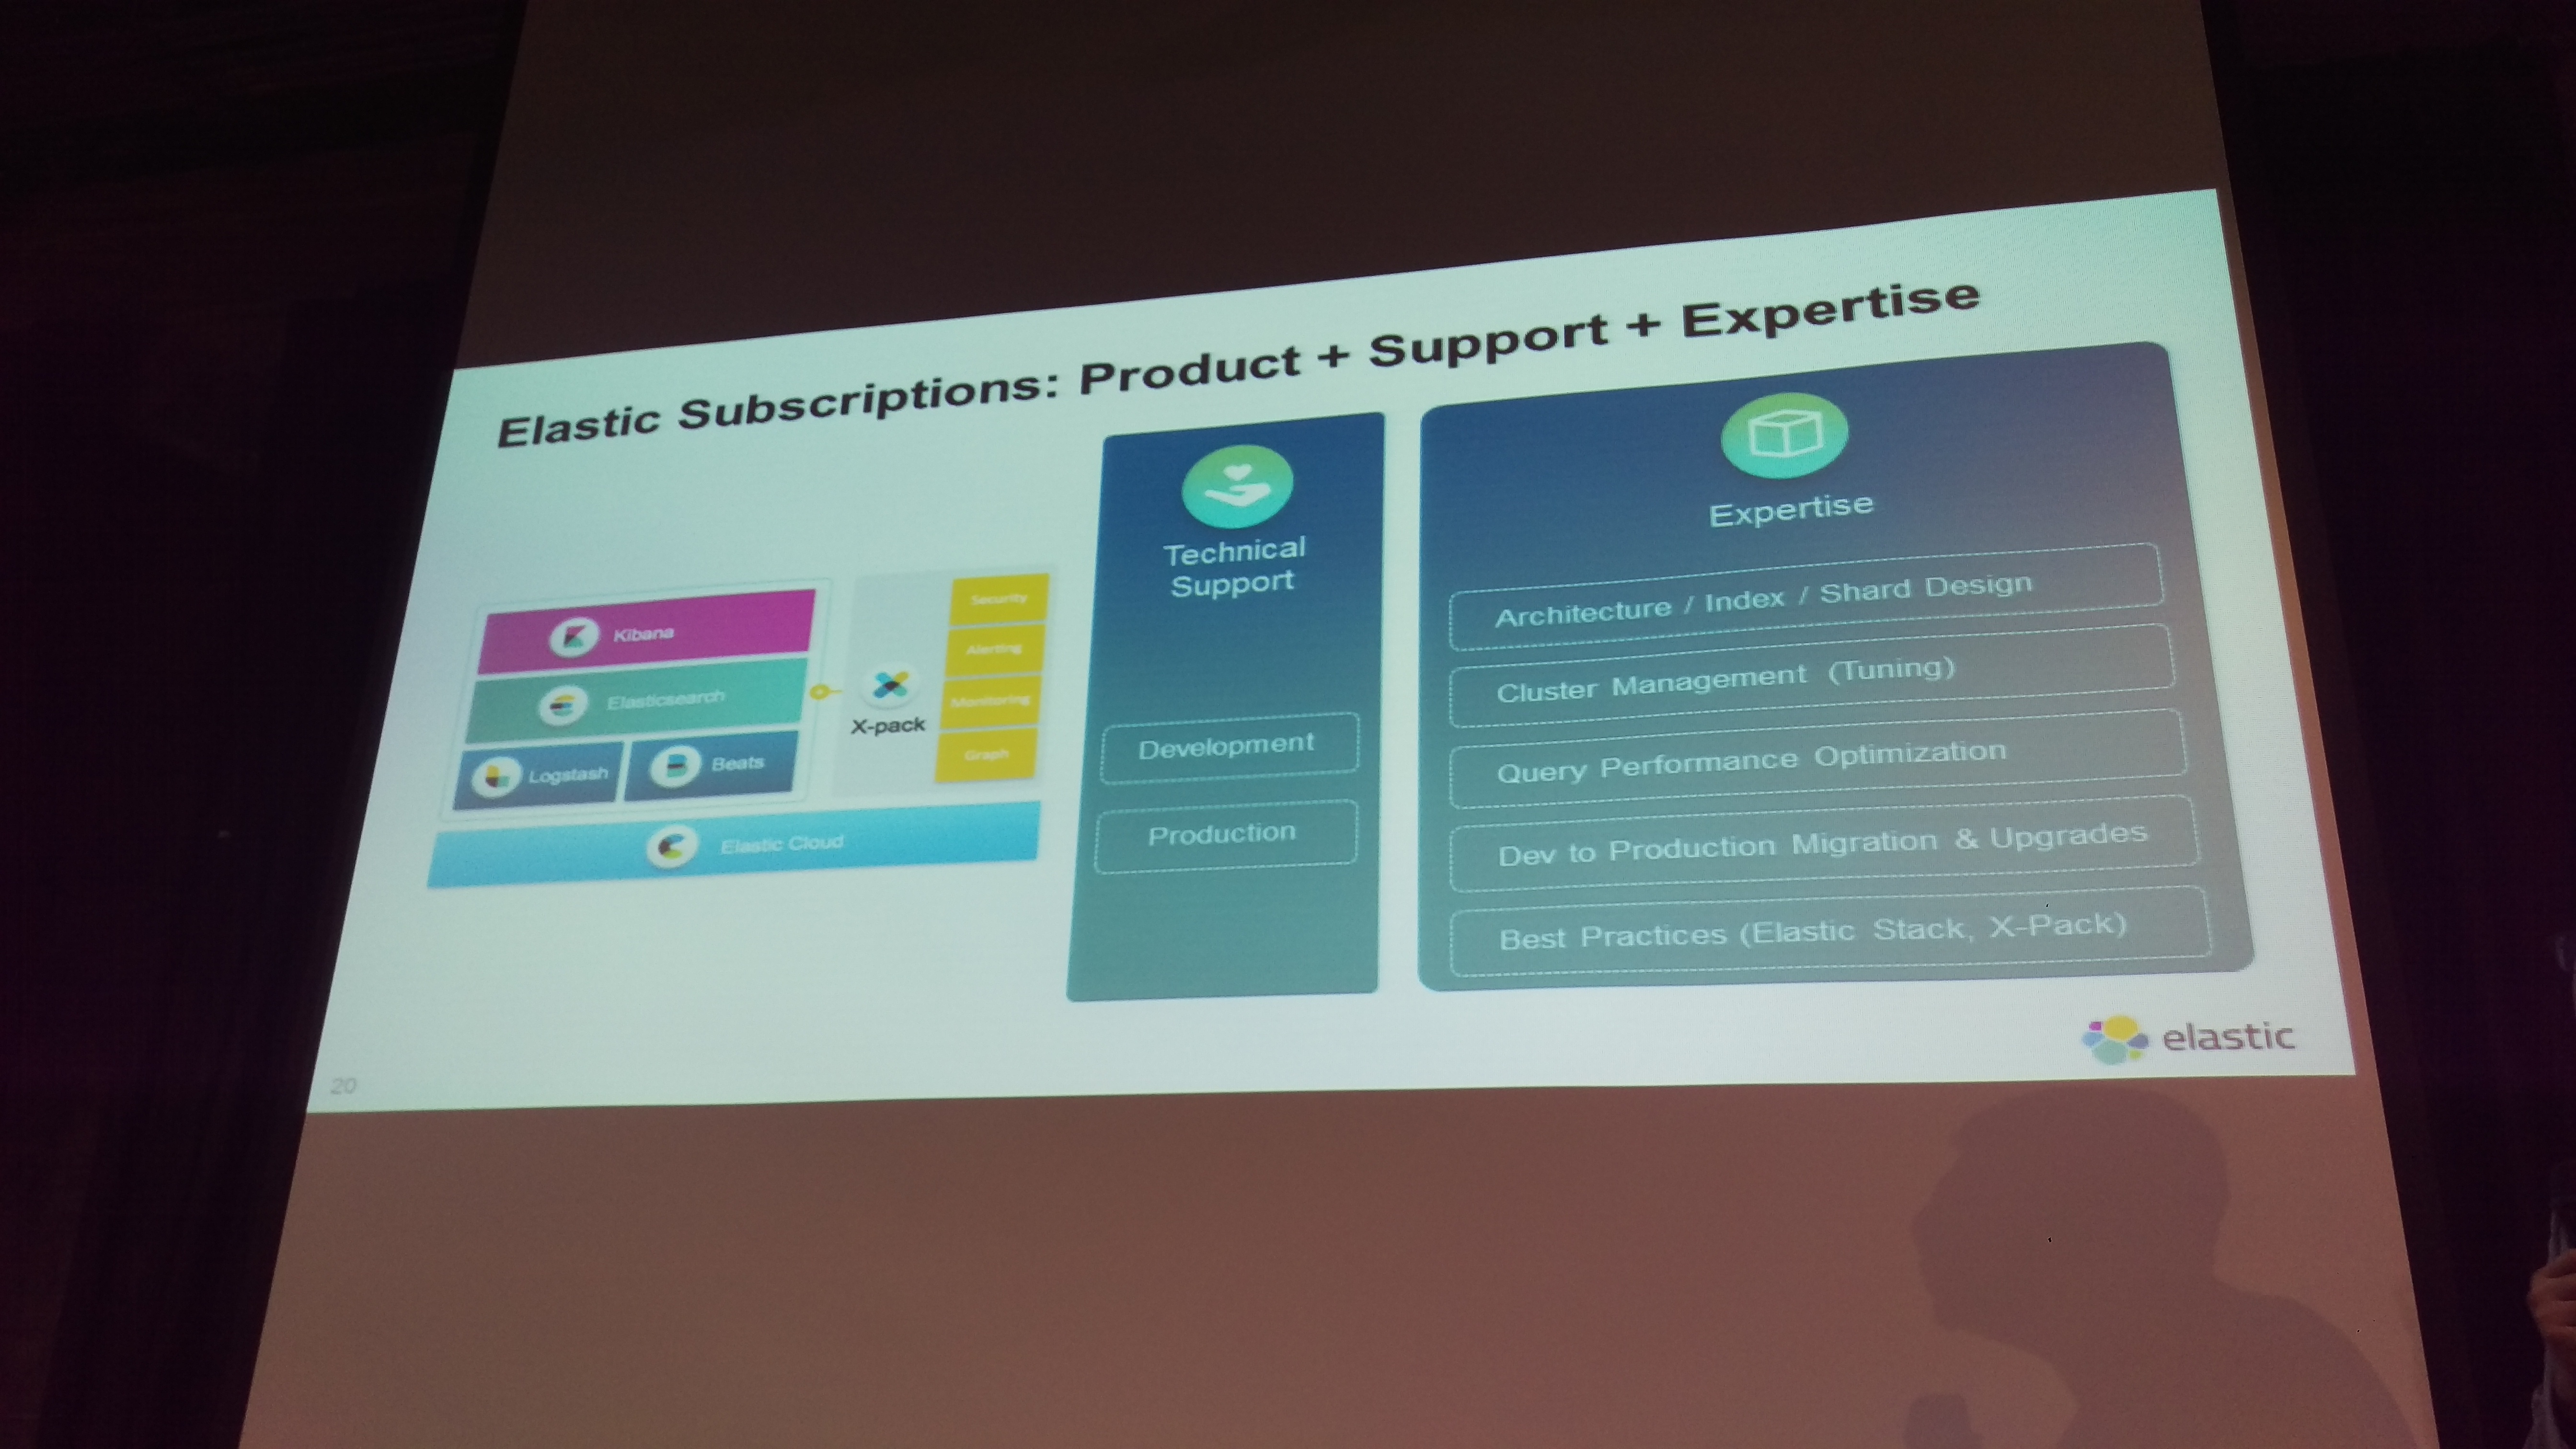 Elastic Subscriptions: Product + Support + Expertise
Kibana
Elasticsearch
Logstash
Beats
X-pack
Security
Alerting
Monitoring
Graph
Elastic Cloud
Technical
Support
Development
Production
Expertise
Architecture / Index / Shard Design
Cluster Management (Tuning)
Query Performance Optimization
Dev to Production Migration & Upgrades
Best Practices (Elastic Stack, X-Pack)
elastic
20